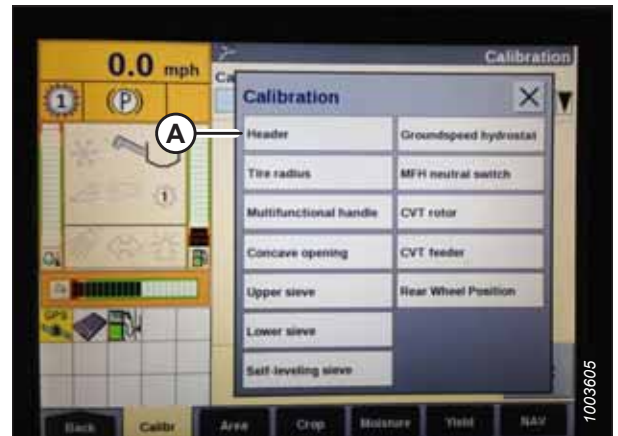 0.0 mph
Calibration
Ca
1
(P)
Calibration
A
Header
Groundspeed hydrostat
Tire radius
MFH neutral switch
1
Multifunctional handle
CVT rotor
Concave opening
CVT feeder
Upper sieve
Rear Wheel Position
GPS
Lower sieve
Self-leveling sieve
Back
Calibr
Area
Crop
Moisture
Yield
NAV
1003605